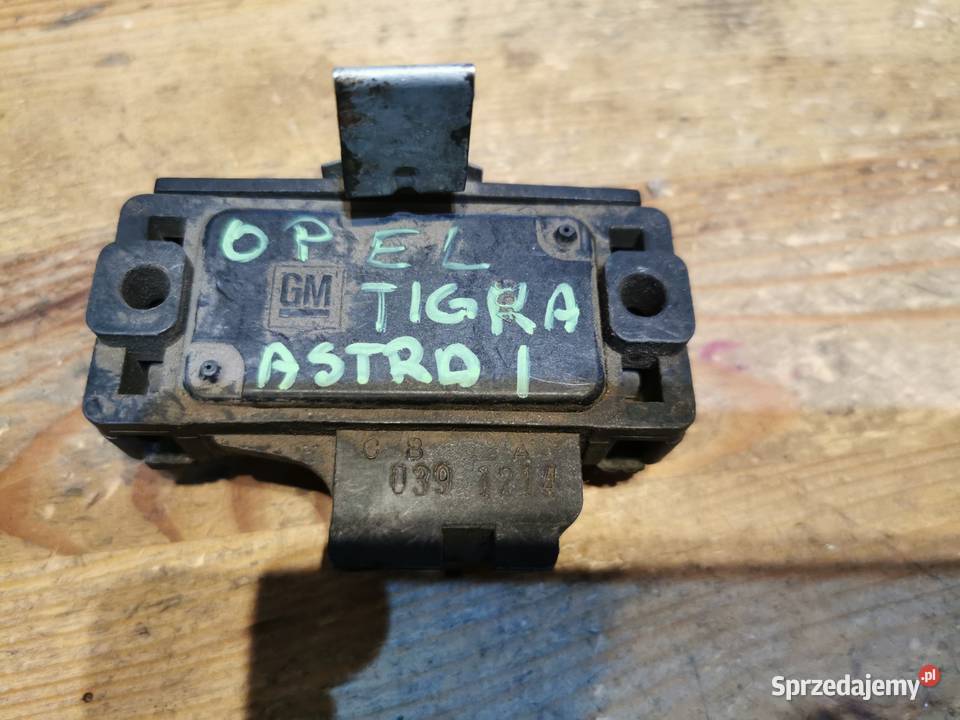 OPEL
GM TIGRA
ASTRA 1
C B A
039 1214
Sprzedajemy.pl